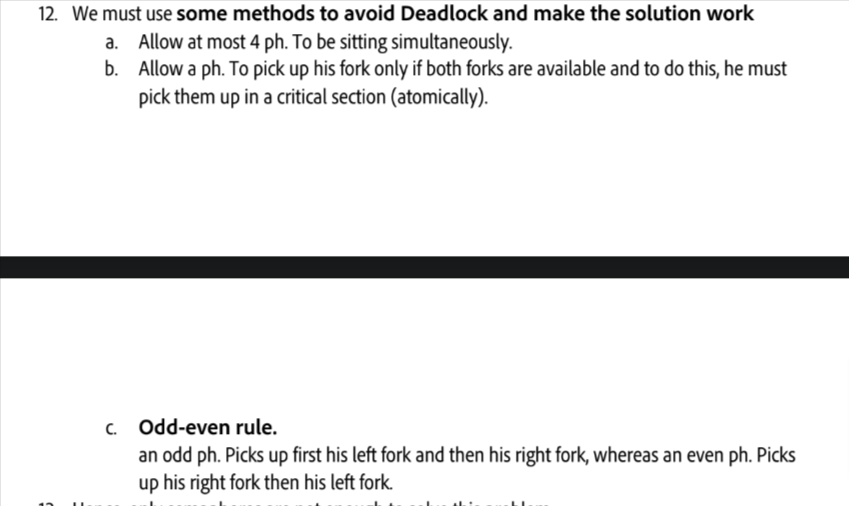 12. We must use some methods to avoid Deadlock and make the solution work
a. Allow at most 4 ph. To be sitting simultaneously.
b. Allow a ph. To pick up his fork only if both forks are available and to do this, he must
pick them up in a critical section (atomically).
c. Odd-even rule.
an odd ph. Picks up first his left fork and then his right fork, whereas an even ph. Picks
up his right fork then his left fork.